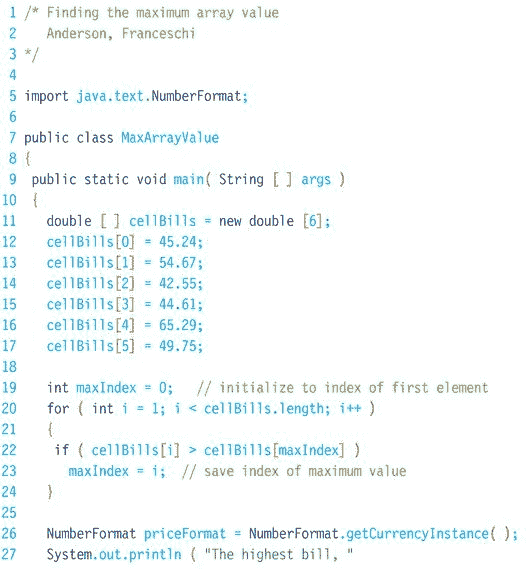 1 /* Finding the maximum array value
2 Anderson, Franceschi
3 */
4
5 import java.text.NumberFormat;
6
7 public class MaxArrayValue
8 {
9 public static void main( String [ ] args )
10 {
11 double [ ] cellBills = new double [6];
12 cellBills[0] = 45.24;
13 cellBills[1] = 54.67;
14 cellBills[2] = 42.55;
15 cellBills[3] = 44.61;
16 cellBills[4] = 65.29;
17 cellBills[5] = 49.75;
18
19 int maxIndex = 0; // initialize to index of first element
20 for ( int i = 1; i < cellBills.length; i++ )
21 {
22 if ( cellBills[i] > cellBills[maxIndex] )
23 maxIndex = i; // save index of maximum value
24 }
25
26 NumberFormat priceFormat = NumberFormat.getCurrencyInstance( );
27 System.out.println ( "The highest bill, "